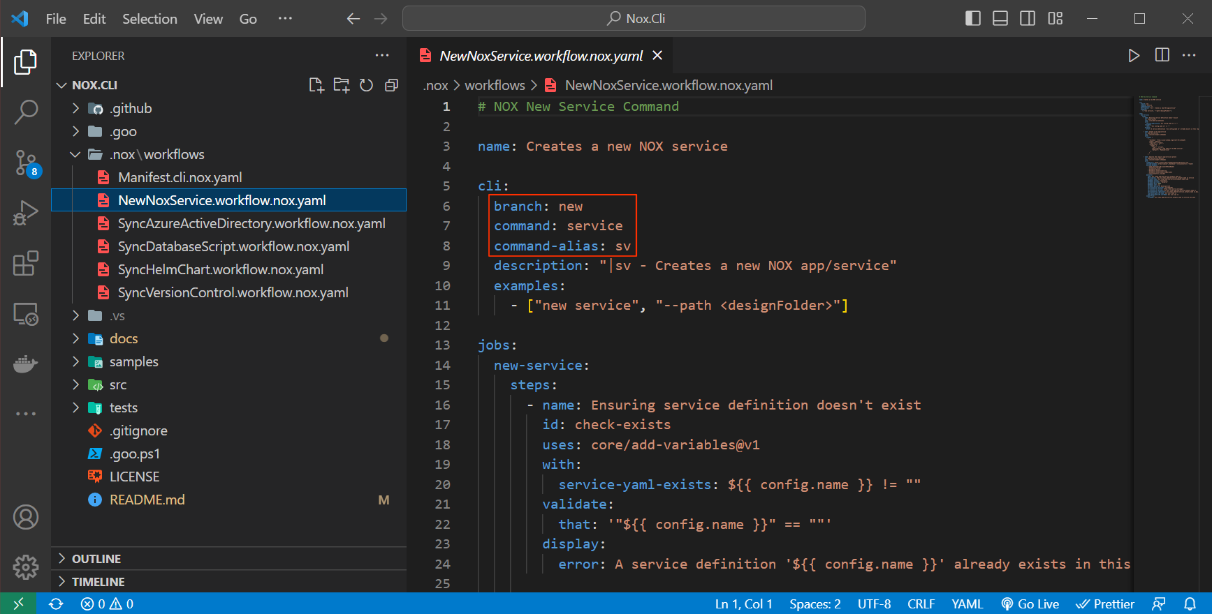 File Edit Selection View Go ··· Nox.Cli
EXPLORER ···
NOX.CLI
.github
.goo
.nox\workflows
Manifest.cli.nox.yaml
NewNoxService.workflow.nox.yaml
SyncAzureActiveDirectory.workflow.nox.yaml
SyncDatabaseScript.workflow.nox.yaml
SyncHelmChart.workflow.nox.yaml
SyncVersionControl.workflow.nox.yaml
.vs
docs
samples
src
tests
.gitignore
.goo.ps1
LICENSE
README.md M
OUTLINE
TIMELINE
8
NewNoxService.workflow.nox.yaml
.nox > workflows > NewNoxService.workflow.nox.yaml
1 # NOX New Service Command
2
3 name: Creates a new NOX service
4
5 cli:
6 branch: new
7 command: service
8 command-alias: sv
9 description: "|sv - Creates a new NOX app/service"
10 examples:
11 - ["new service", "--path <designFolder>"]
12
13 jobs:
14 new-service:
15 steps:
16 - name: Ensuring service definition doesn't exist
17 id: check-exists
18 uses: core/add-variables@v1
19 with:
20 service-yaml-exists: ${{ config.name }} != ""
21 validate:
22 that: '"${{ config.name }}" == ""'
23 display:
24 error: A service definition '${{ config.name }}' already exists in this
25
0 0 Ln 1, Col 1 Spaces: 2 UTF-8 CRLF YAML Go Live Prettier